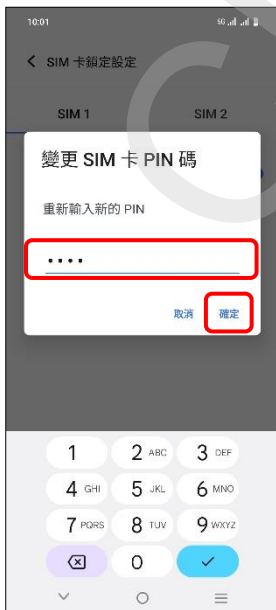 10:01
5G
SIM 卡鎖定設定
SIM 1 SIM 2
變更 SIM 卡 PIN 碼
重新輸入新的 PIN
••••
取消 確定
1 2 ABC 3 DEF
4 GHI 5 JKL 6 MNO
7 PQRS 8 TUV 9 WXYZ
0